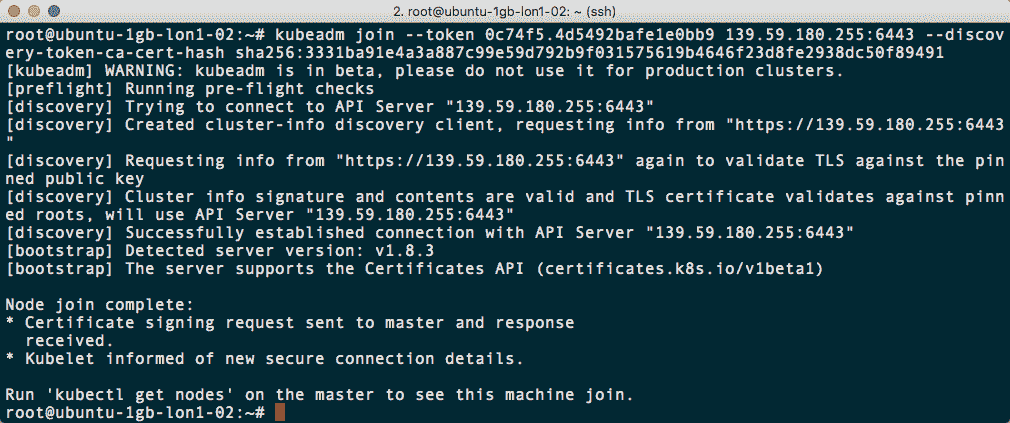 2. root@ubuntu-1gb-lon1-02: ~ (ssh)
root@ubuntu-1gb-lon1-02:~# kubeadm join --token 0c74f5.4d5492bafe1e0bb9 139.59.180.255:6443 --discov
ery-token-ca-cert-hash sha256:3331ba91e4a3a887c99e59d792b9f031575619b4646f23d8fe2938dc50f89491
[kubeadm] WARNING: kubeadm is in beta, please do not use it for production clusters.
[preflight] Running pre-flight checks
[discovery] Trying to connect to API Server "139.59.180.255:6443"
[discovery] Created cluster-info discovery client, requesting info from "https://139.59.180.255:6443
"
[discovery] Requesting info from "https://139.59.180.255:6443" again to validate TLS against the pin
ned public key
[discovery] Cluster info signature and contents are valid and TLS certificate validates against pinn
ed roots, will use API Server "139.59.180.255:6443"
[discovery] Successfully established connection with API Server "139.59.180.255:6443"
[bootstrap] Detected server version: v1.8.3
[bootstrap] The server supports the Certificates API (certificates.k8s.io/v1beta1)
Node join complete:
* Certificate signing request sent to master and response
received.
* Kubelet informed of new secure connection details.
Run 'kubectl get nodes' on the master to see this machine join.
root@ubuntu-1gb-lon1-02:~#